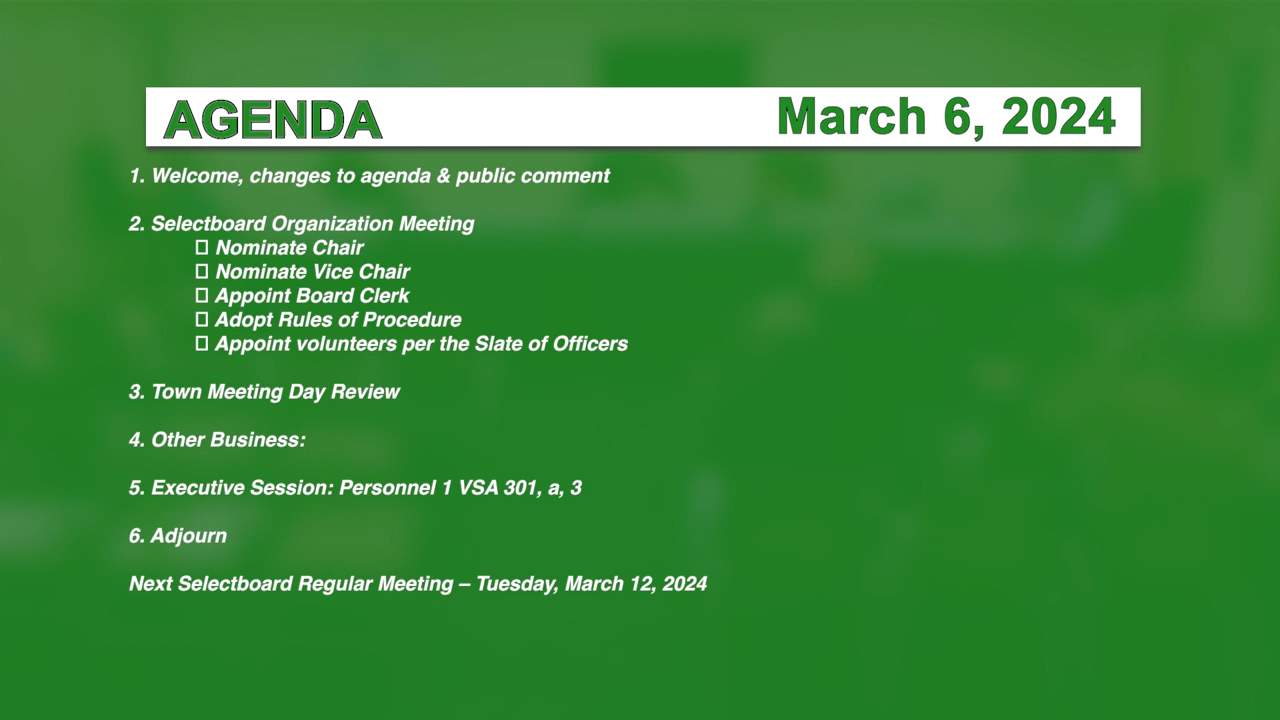 AGENDA March 6, 2024
1. Welcome, changes to agenda & public comment
2. Selectboard Organization Meeting
▯ Nominate Chair
▯ Nominate Vice Chair
▯ Appoint Board Clerk
▯ Adopt Rules of Procedure
▯ Appoint volunteers per the Slate of Officers
3. Town Meeting Day Review
4. Other Business:
5. Executive Session: Personnel 1 VSA 301, a, 3
6. Adjourn
Next Selectboard Regular Meeting – Tuesday, March 12, 2024